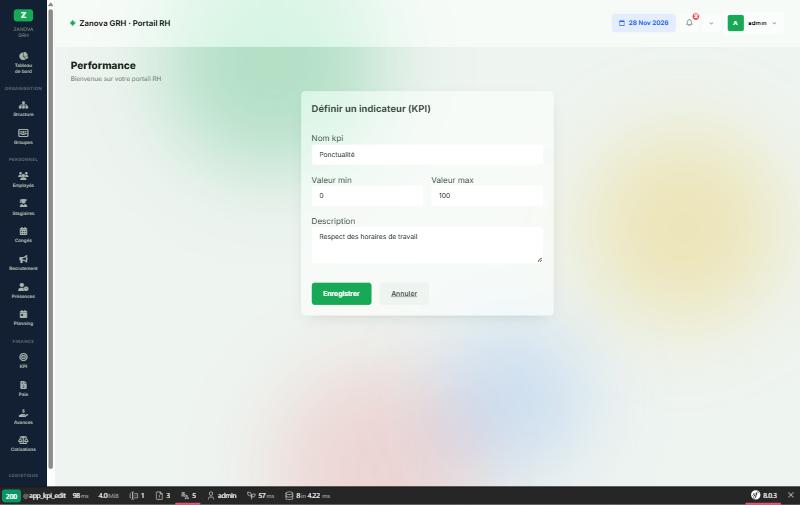 Z
ZANOVA
GRH
Tableau
de bord
ORGANISATION
Structure
Groupes
PERSONNEL
Employés
Stagiaires
Congés
Recrutement
Présences
Planning
FINANCE
KPI
Paie
Avances
Cotisations
LOGISTIQUE
Zanova GRH · Portail RH
28 Nov 2026
A
admin
Performance
Bienvenue sur votre portail RH
Définir un indicateur (KPI)
Nom kpi
Ponctualité
Valeur min
Valeur max
0
100
Description
Respect des horaires de travail
Enregistrer
Annuler
200 @app_kpi_edit 98 ms 4.0 MiB 1 3 5 admin 57 ms 8 in 4.22 ms 8.0.3